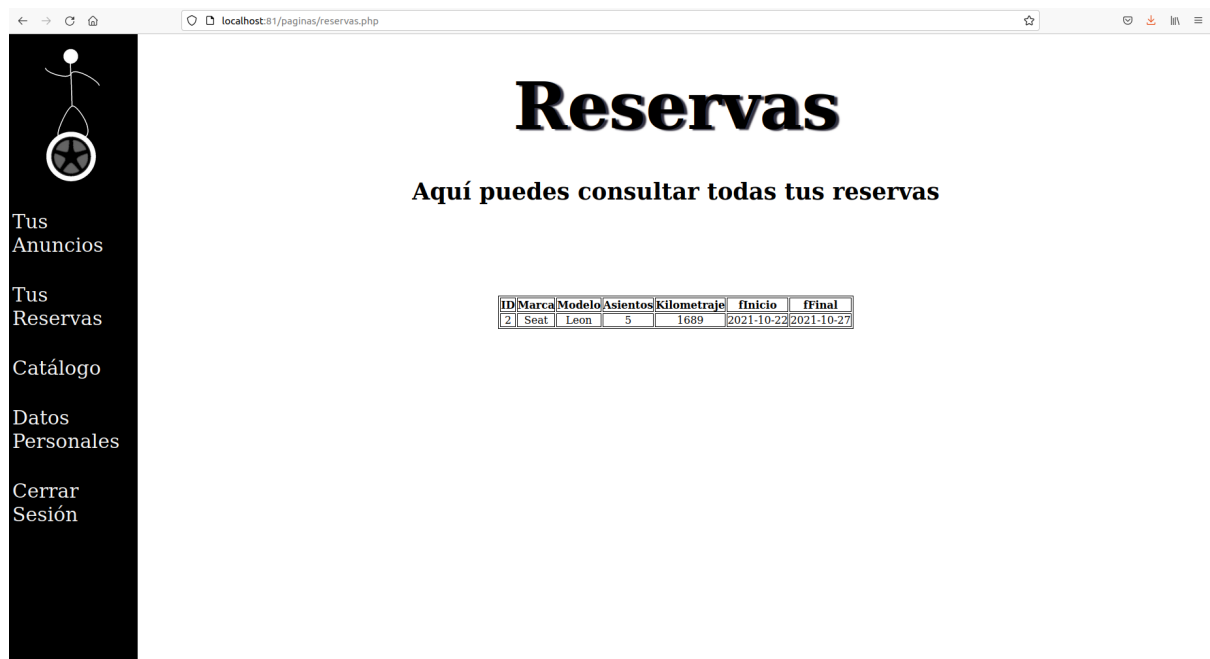 localhost:81/paginas/reservas.php
Tus
Anuncios
Tus
Reservas
Catálogo
Datos
Personales
Cerrar
Sesión
Reservas
Aquí puedes consultar todas tus reservas
ID Marca Modelo Asientos Kilometraje fInicio fFinal
2 Seat Leon 5 1689 2021-10-22 2021-10-27